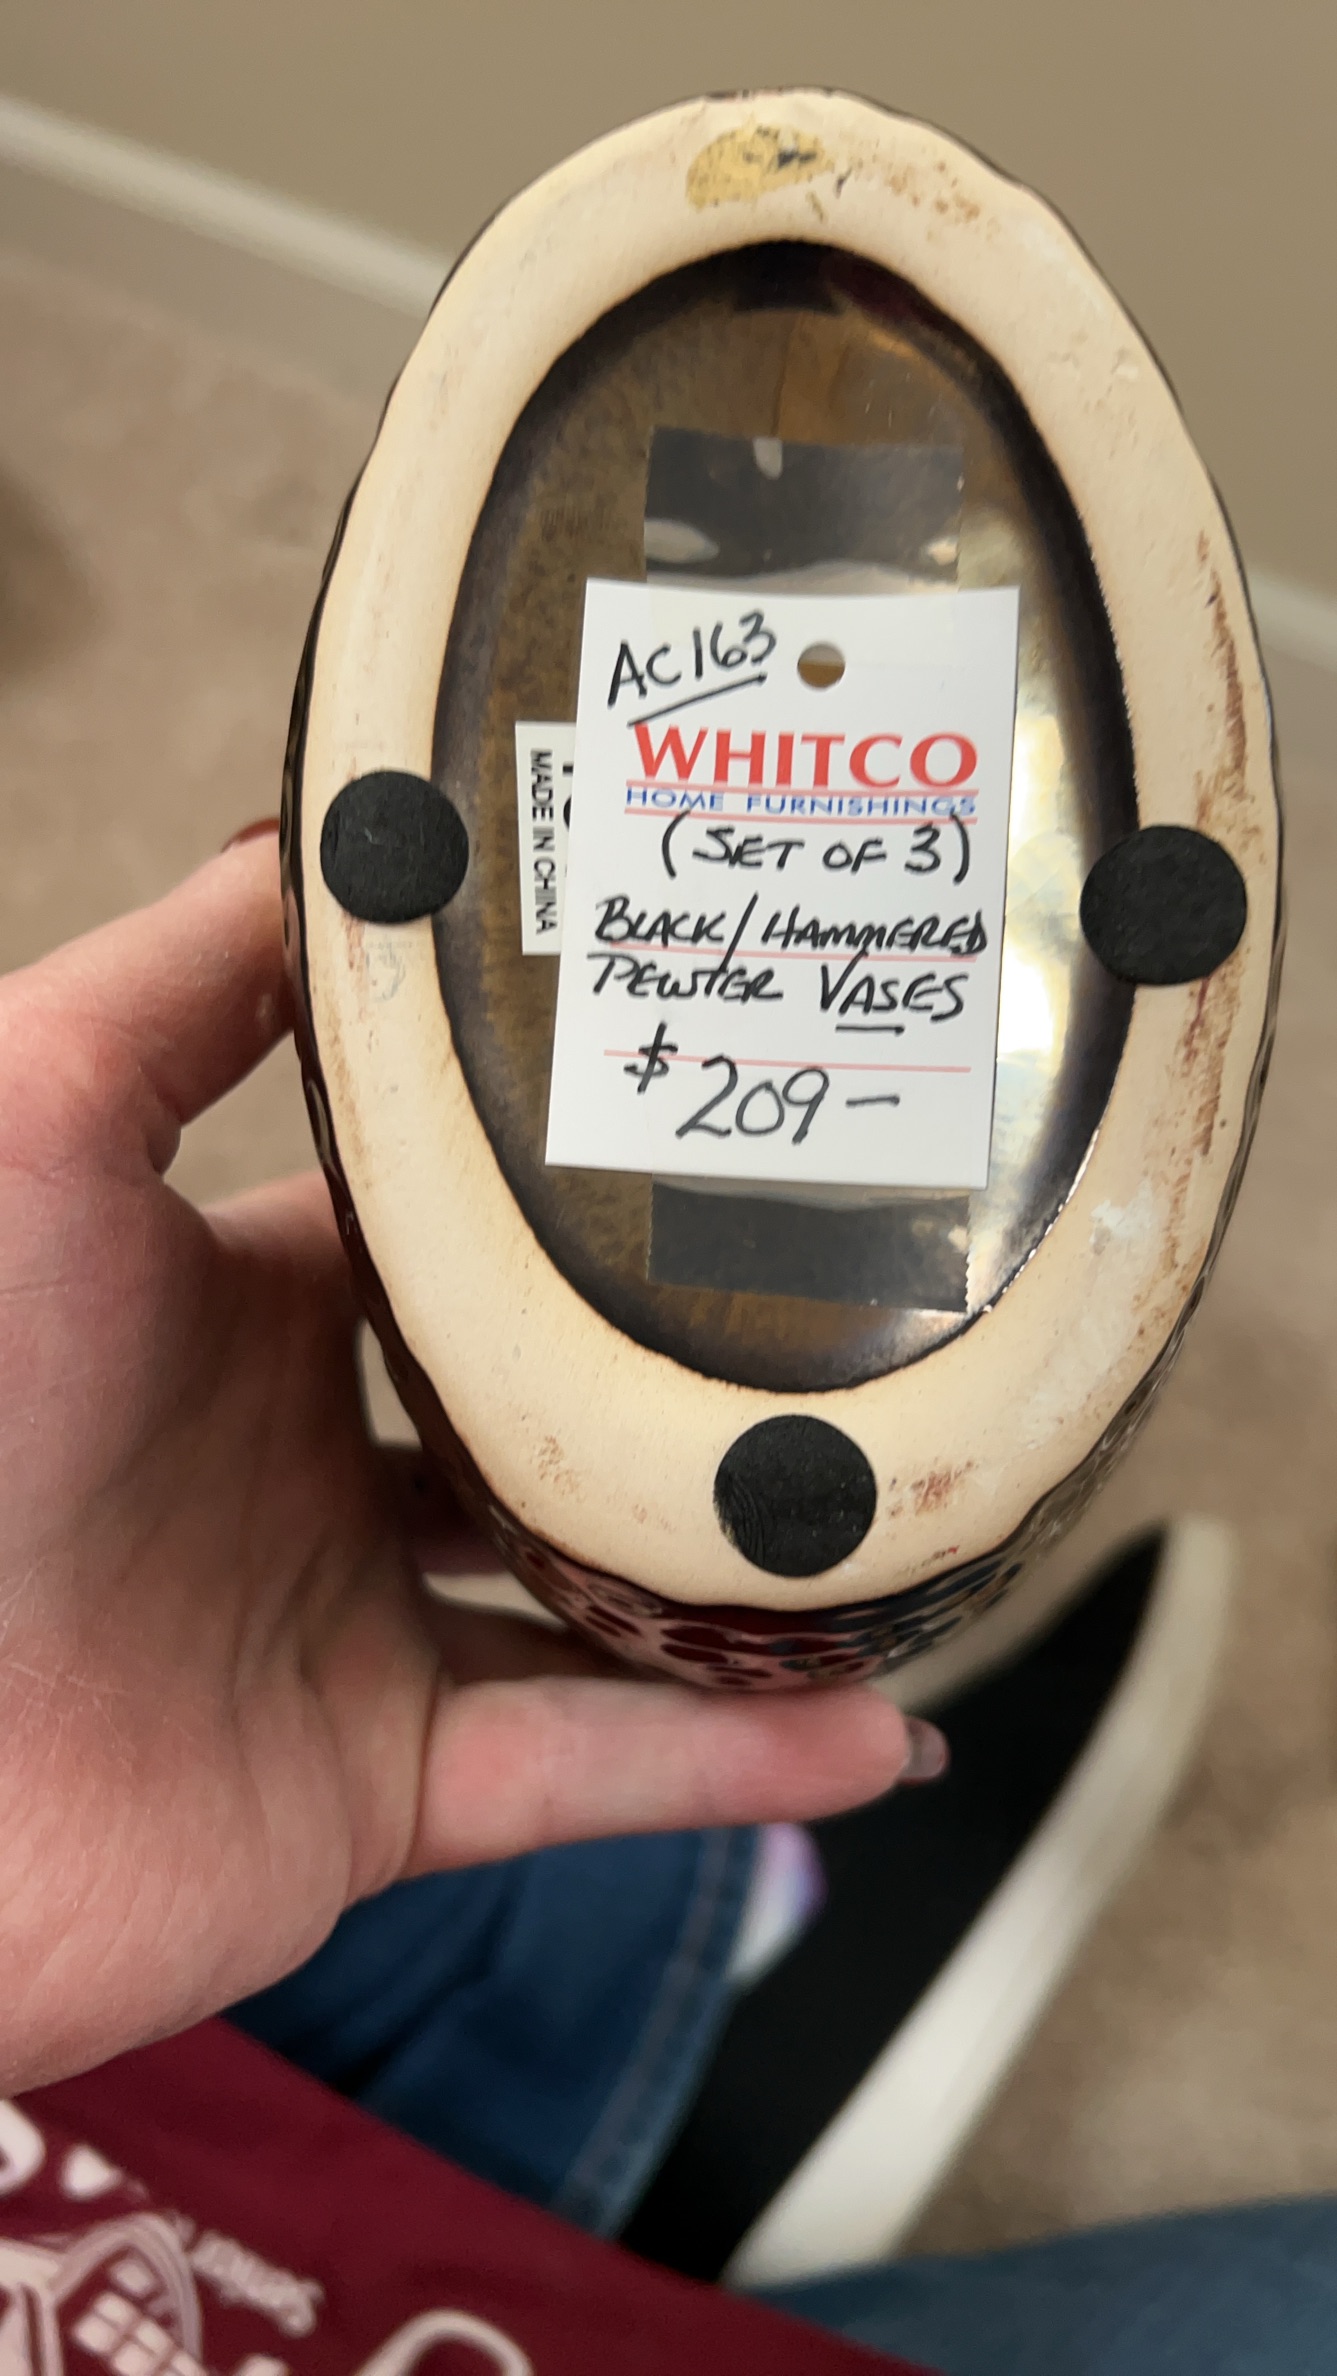 AC163
WHITCO
HOME FURNISHINGS
(SET OF 3)
BLACK/HAMMERED
PEWTER VASES
$209-
MADE IN CHINA